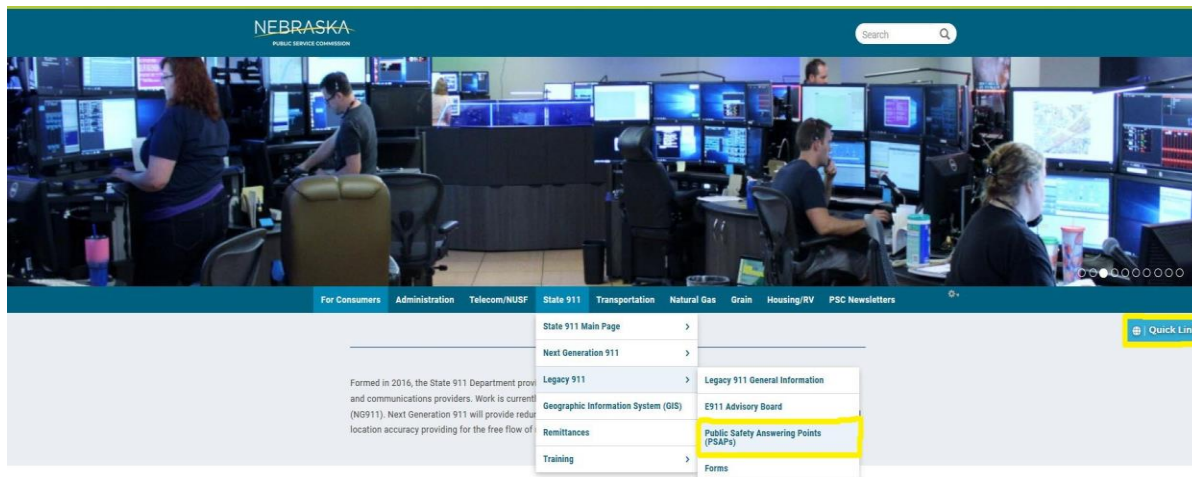 NEBRASKA
PUBLIC SERVICE COMMISSION
Search
For Consumers Administration Telecom/NUSF State 911 Transportation Natural Gas Grain Housing/RV PSC Newsletters
Quick Lin
State 911 Main Page
Next Generation 911
Formed in 2016, the State 911 Department prov
Legacy 911
Legacy 911 General Information
and communications providers. Work is current
Geographic Information System (GIS)
E911 Advisory Board
(NG911). Next Generation 911 will provide redu
location accuracy providing for the free flow of
Remittances
Public Safety Answering Points
(PSAPs)
Training
Forms